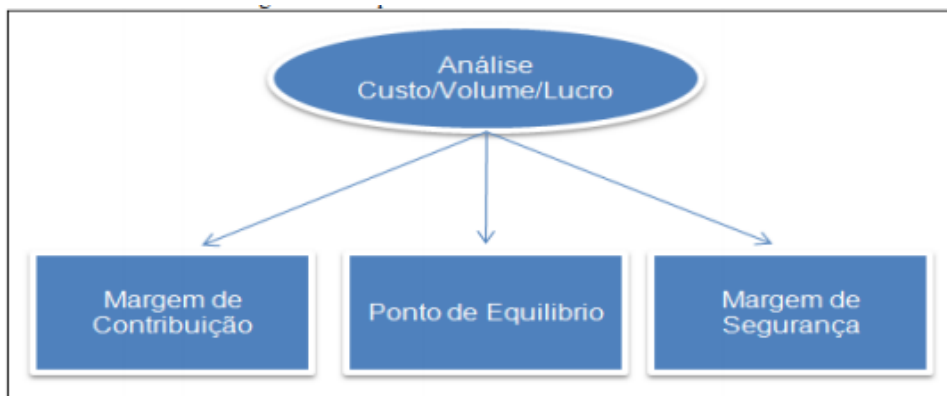 Análise
Custo/Volume/Lucro
Margem de
Contribuição
Ponto de Equilibrio
Margem de
Segurança